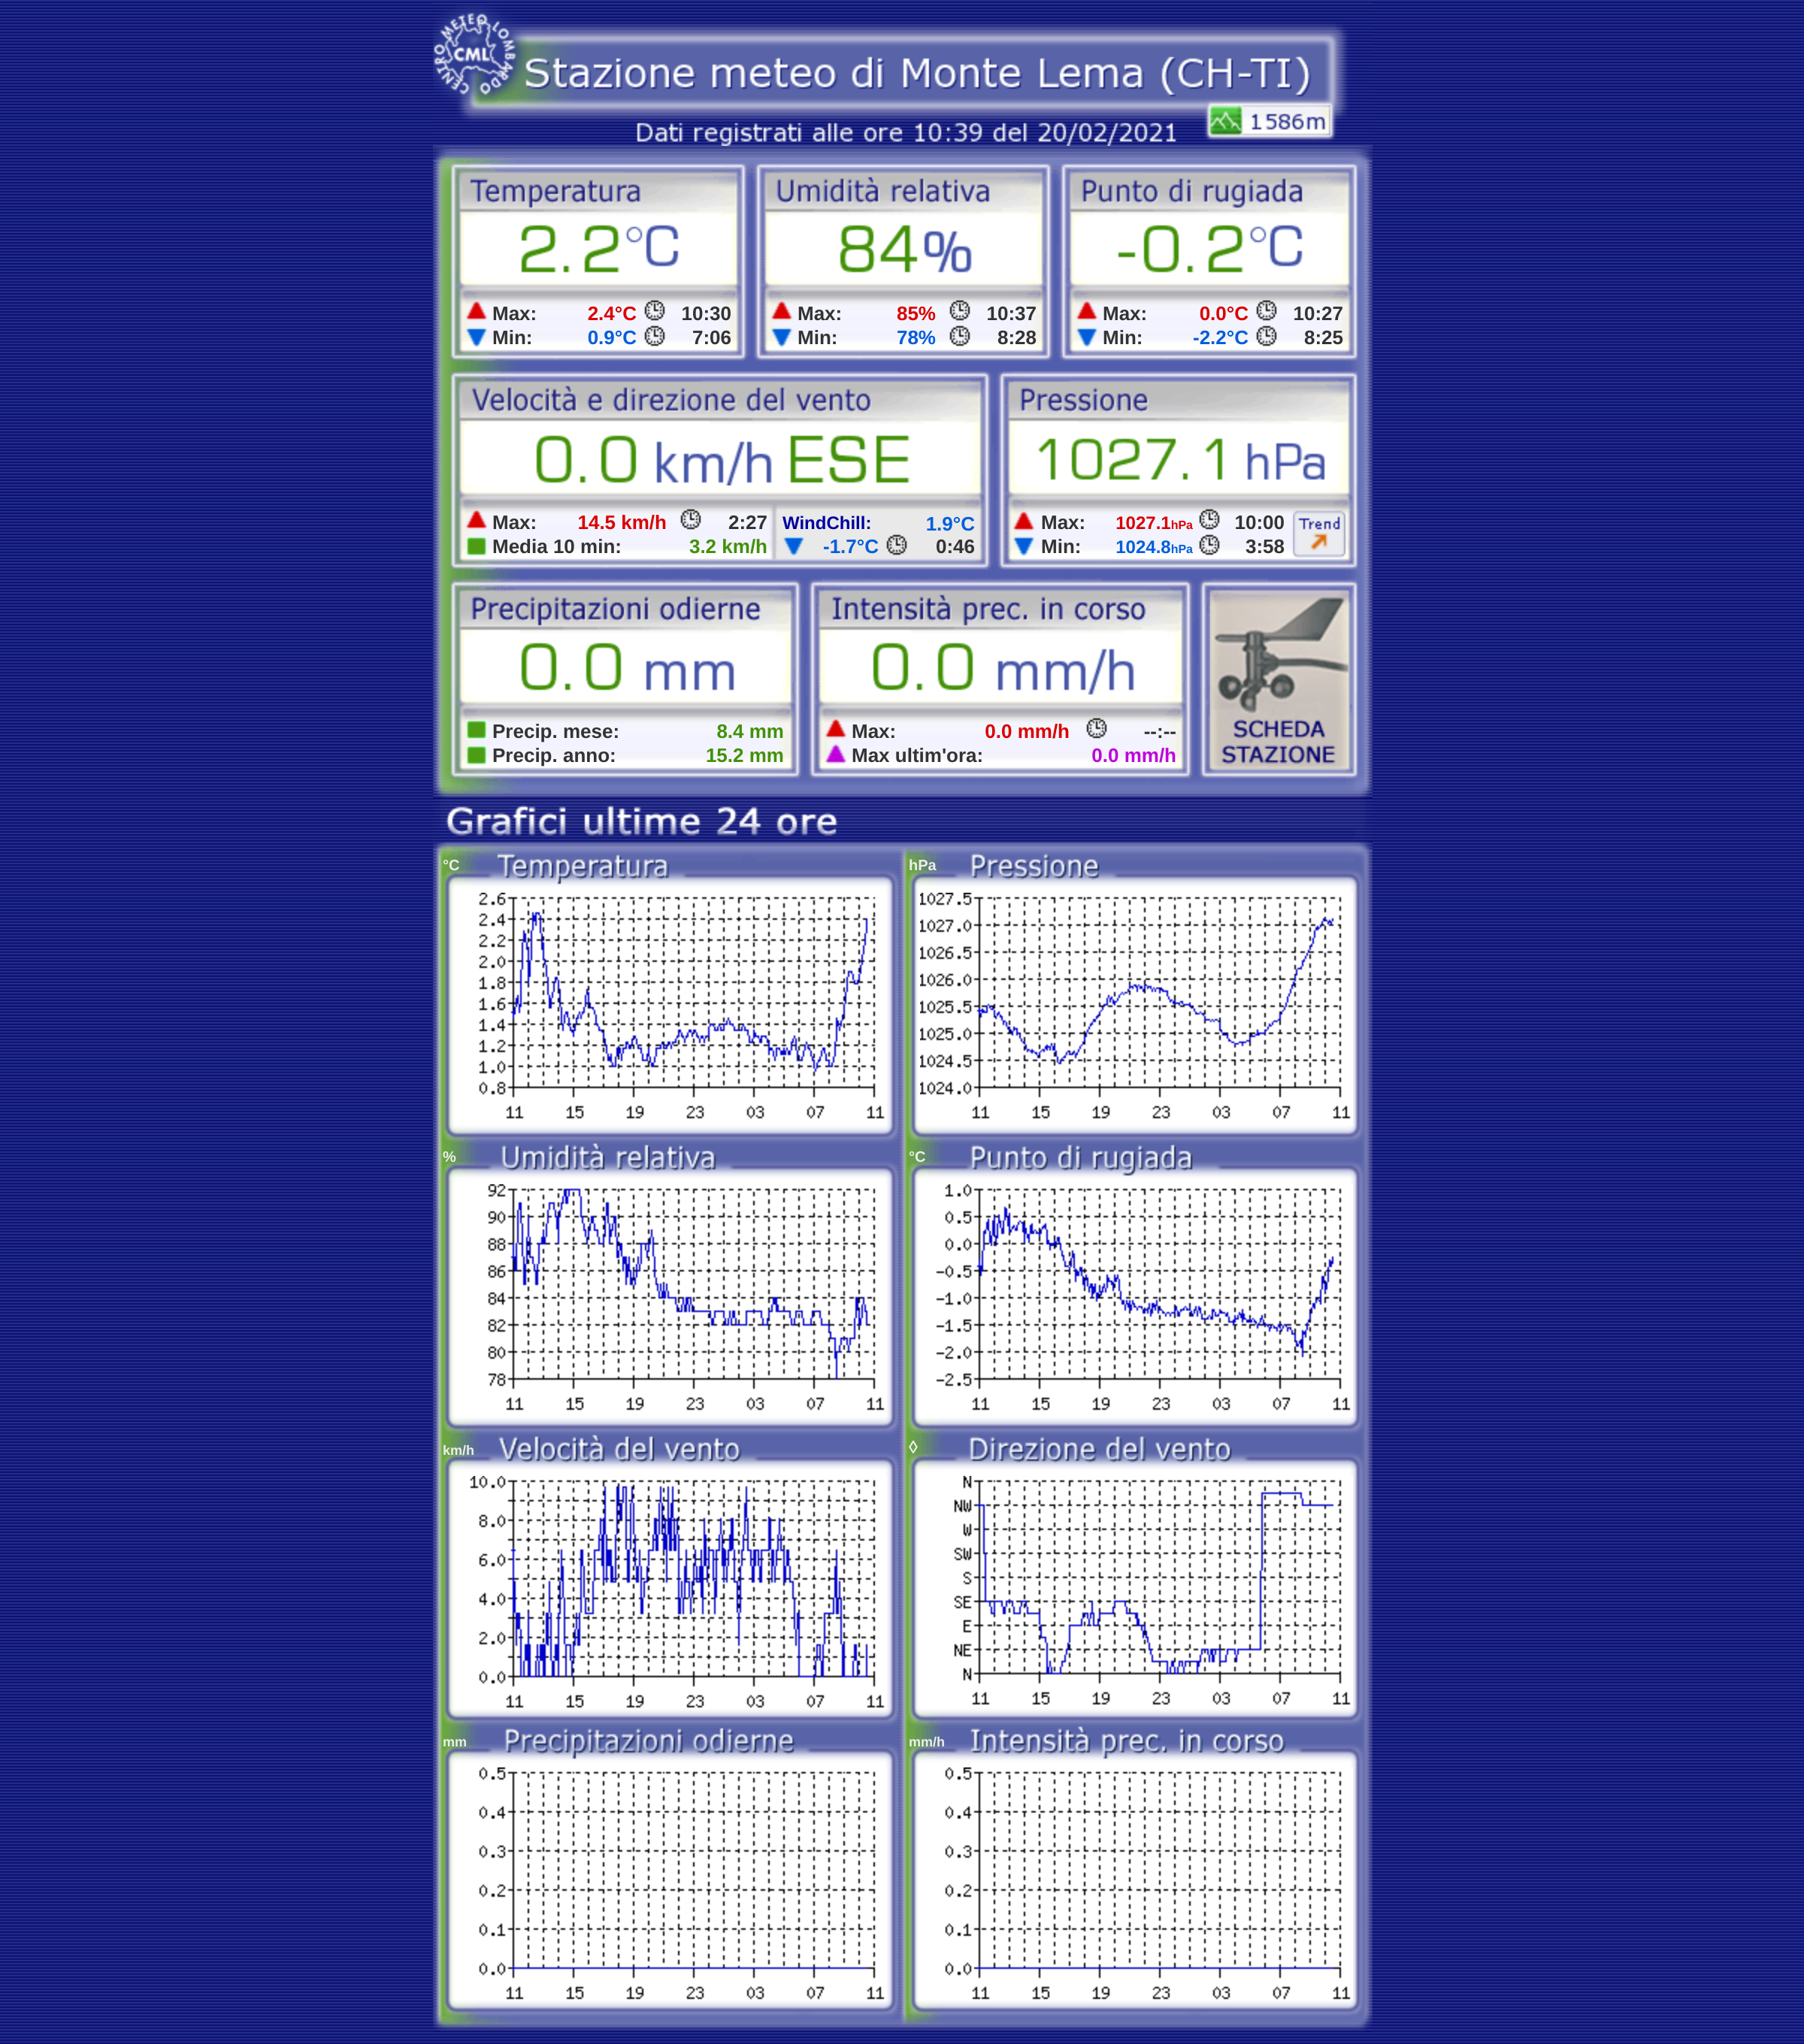 CENTRO METEO LOMBARDO
CML
Stazione meteo di Monte Lema (CH-TI)
1586m
Dati registrati alle ore 10:39 del 20/02/2021
Temperatura
2.2°C
Max: 2.4°C 10:30
Min: 0.9°C 7:06
Umidità relativa
84%
Max: 85% 10:37
Min: 78% 8:28
Punto di rugiada
-0.2°C
Max: 0.0°C 10:27
Min: -2.2°C 8:25
Velocità e direzione del vento
0.0 km/h ESE
Max: 14.5 km/h 2:27
Media 10 min: 3.2 km/h
WindChill: 1.9°C
-1.7°C 0:46
Pressione
1027.1 hPa
Max: 1027.1hPa 10:00
Min: 1024.8hPa 3:58
Trend
Precipitazioni odierne
0.0 mm
Precip. mese: 8.4 mm
Precip. anno: 15.2 mm
Intensità prec. in corso
0.0 mm/h
Max: 0.0 mm/h --:--
Max ultim'ora: 0.0 mm/h
SCHEDA
STAZIONE
Grafici ultime 24 ore
°C Temperatura
2.6
2.4
2.2
2.0
1.8
1.6
1.4
1.2
1.0
0.8
11 15 19 23 03 07 11
hPa Pressione
1027.5
1027.0
1026.5
1026.0
1025.5
1025.0
1024.5
1024.0
11 15 19 23 03 07 11
% Umidità relativa
92
90
88
86
84
82
80
78
11 15 19 23 03 07 11
°C Punto di rugiada
1.0
0.5
0.0
-0.5
-1.0
-1.5
-2.0
-2.5
11 15 19 23 03 07 11
km/h Velocità del vento
10.0
8.0
6.0
4.0
2.0
0.0
11 15 19 23 03 07 11
◊ Direzione del vento
N
NW
W
SW
S
SE
E
NE
N
11 15 19 23 03 07 11
mm Precipitazioni odierne
0.5
0.4
0.3
0.2
0.1
0.0
11 15 19 23 03 07 11
mm/h Intensità prec. in corso
0.5
0.4
0.3
0.2
0.1
0.0
11 15 19 23 03 07 11